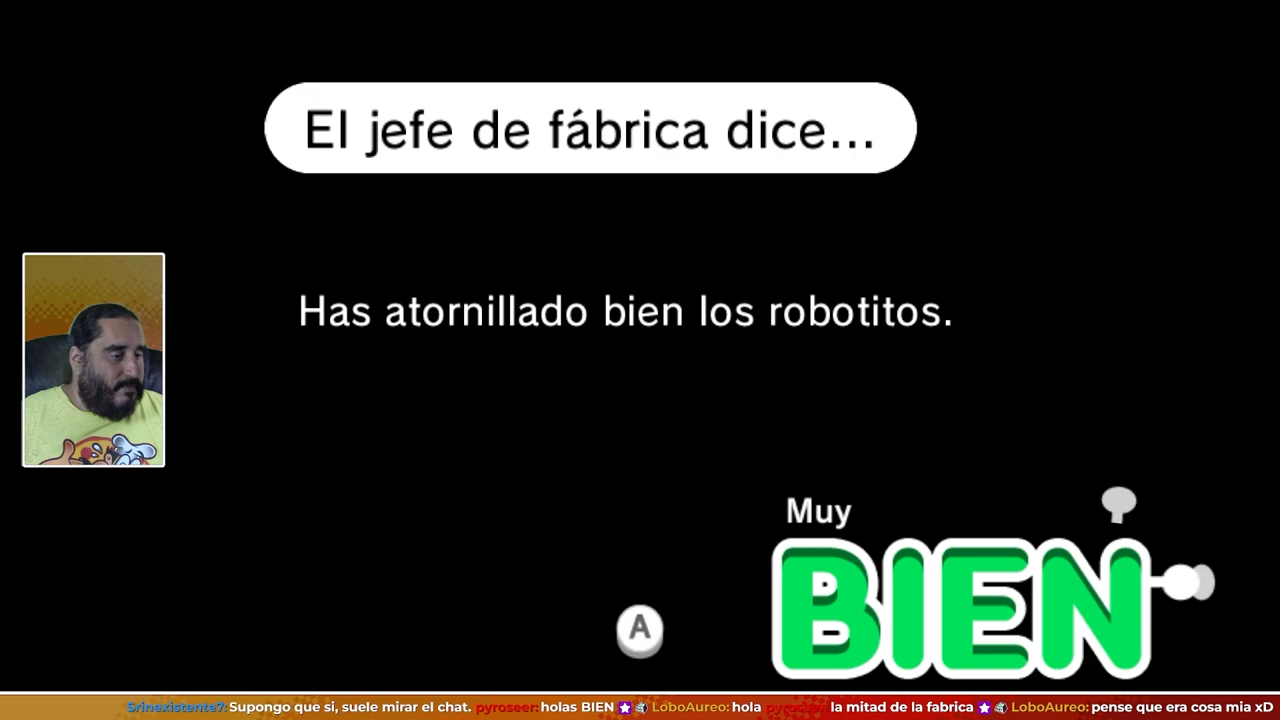 El jefe de fábrica dice...
Has atornillado bien los robotitos.
Muy
BIEN
A
Srinexistente7: Supongo que si, suele mirar el chat. pyroseer: holas BIEN LoboAureo: hola pyroseer la mitad de la fabrica LoboAureo: pense que era cosa mia xD